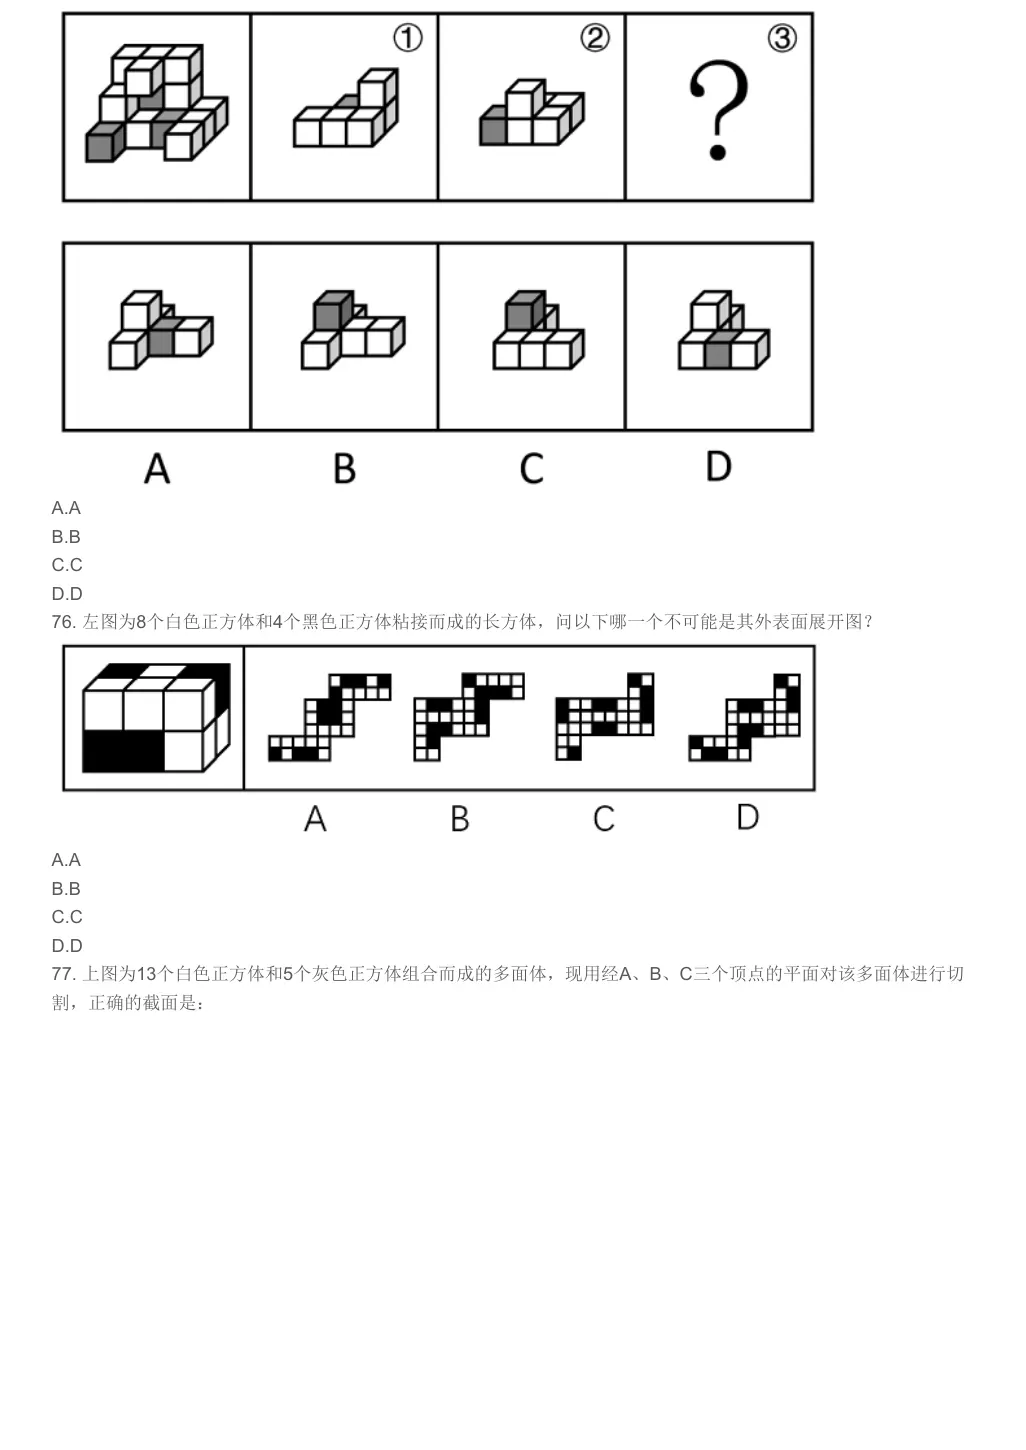 ① ② ③
?
A B C D
A.A
B.B
C.C
D.D
76. 左图为8个白色正方体和4个黑色正方体粘接而成的长方体，问以下哪一个不可能是其外表面展开图？
A B C D
A.A
B.B
C.C
D.D
77. 上图为13个白色正方体和5个灰色正方体组合而成的多面体，现用经A、B、C三个顶点的平面对该多面体进行切
割，正确的截面是：